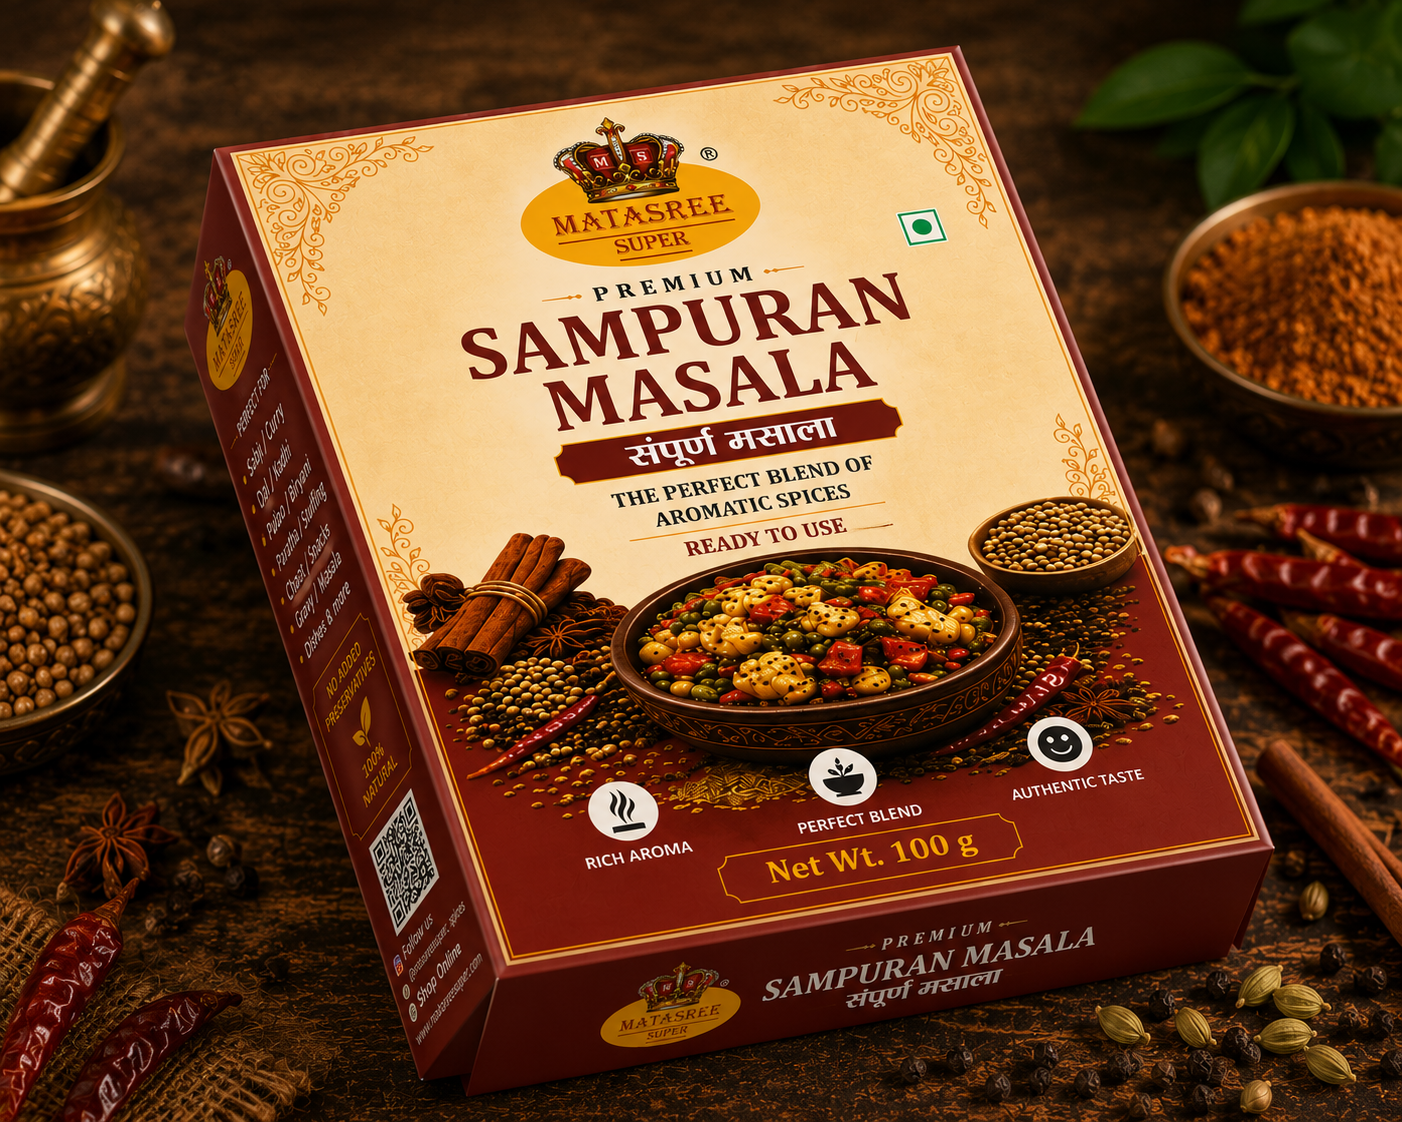 M S
®
MATASREE
SUPER
PREMIUM
SAMPURAN
MASALA
संपूर्ण मसाला
THE PERFECT BLEND OF
AROMATIC SPICES
READY TO USE
RICH AROMA
PERFECT BLEND
AUTHENTIC TASTE
Net Wt. 100 g
MATASREE
SUPER
PERFECT FOR
Sabji / Curry
Dal / Kadhi
Pulao / Biryani
Paratha / Stuffing
Chaat / Snacks
Gravy / Masala
Dishes & more
NO ADDED
PRESERVATIVES
100%
NATURAL
Follow us
Shop Online
®
MATASREE
SUPER
PREMIUM
SAMPURAN MASALA
संपूर्ण मसाला